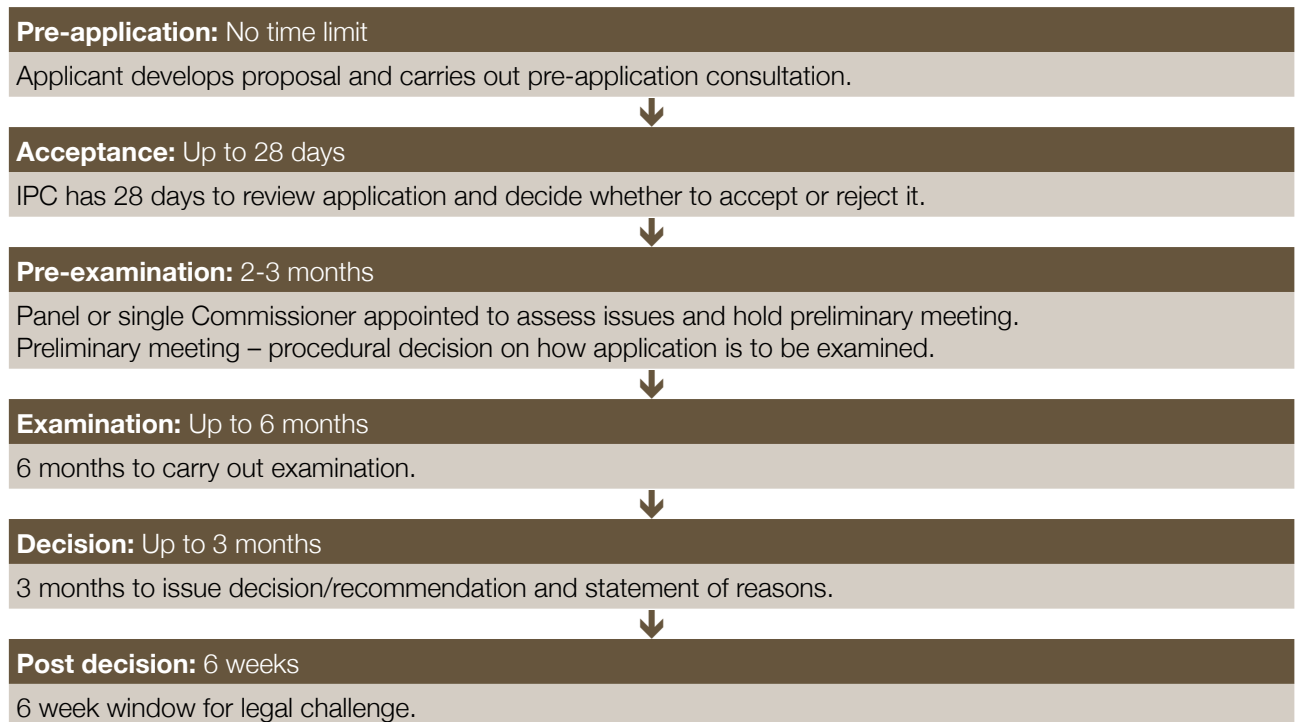 Pre-application: No time limit
Applicant develops proposal and carries out pre-application consultation.
Acceptance: Up to 28 days
IPC has 28 days to review application and decide whether to accept or reject it.
Pre-examination: 2-3 months
Panel or single Commissioner appointed to assess issues and hold preliminary meeting.
Preliminary meeting – procedural decision on how application is to be examined.
Examination: Up to 6 months
6 months to carry out examination.
Decision: Up to 3 months
3 months to issue decision/recommendation and statement of reasons.
Post decision: 6 weeks
6 week window for legal challenge.